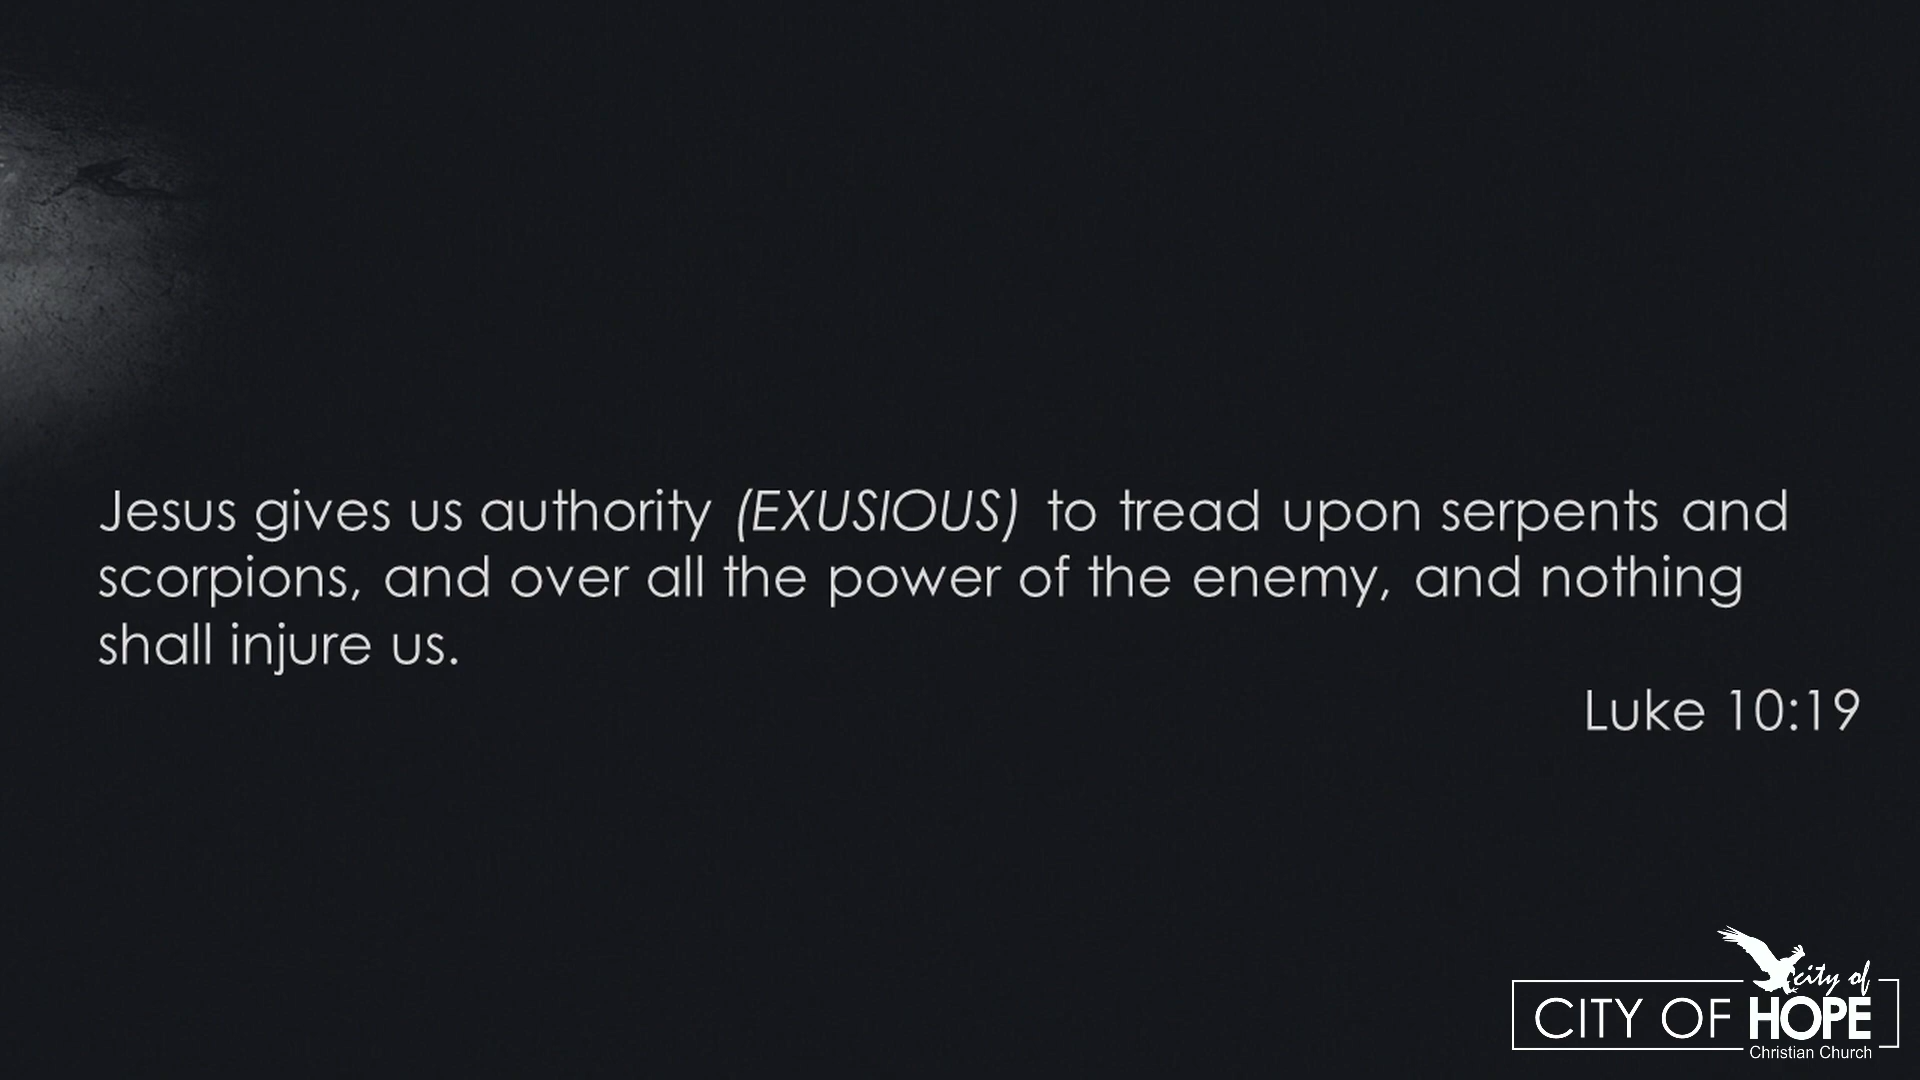 Jesus gives us authority (EXUSIOUS) to tread upon serpents and
scorpions, and over all the power of the enemy, and nothing
shall injure us.
Luke 10:19
city of
CITY OF HOPE
Christian Church